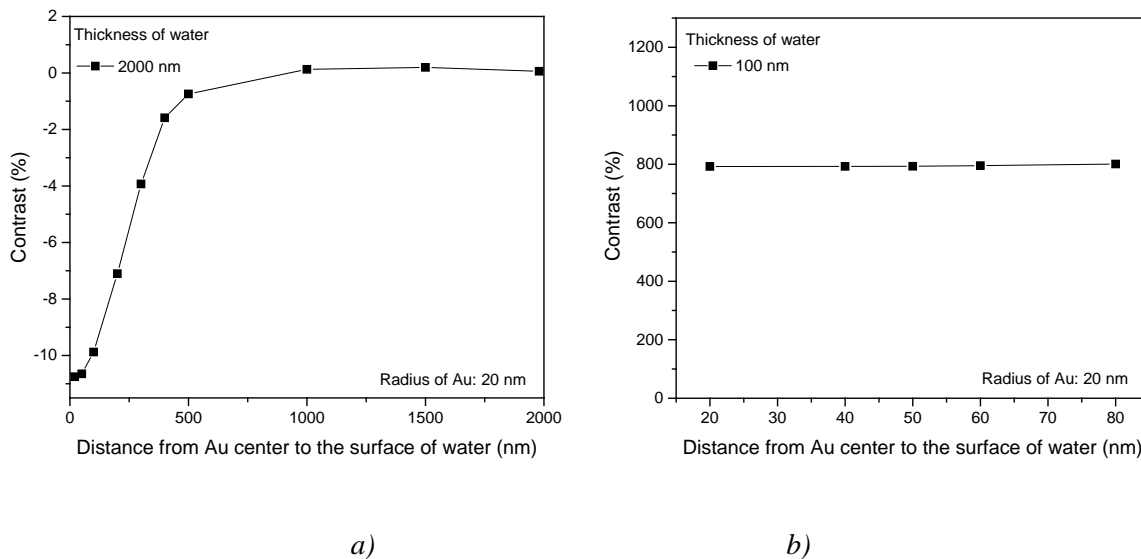 2
0
-2
-4
-6
-8
-10
Contrast (%)
Thickness of water
2000 nm
Radius of Au: 20 nm
0 500 1000 1500 2000
Distance from Au center to the surface of water (nm)
a)
1200
1000
800
600
400
200
0
Contrast (%)
Thickness of water
100 nm
Radius of Au: 20 nm
20 30 40 50 60 70 80
Distance from Au center to the surface of water (nm)
b)